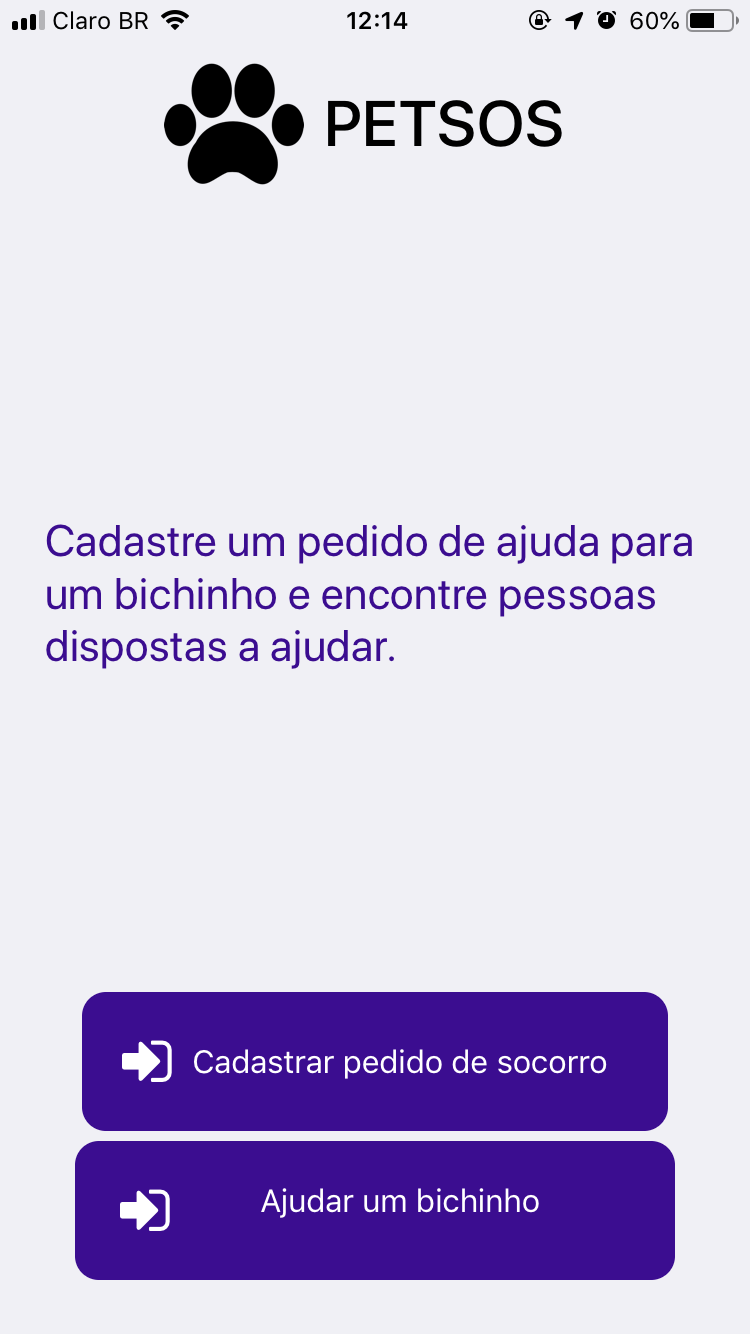 Claro BR 12:14 60%
PETSOS
Cadastre um pedido de ajuda para
um bichinho e encontre pessoas
dispostas a ajudar.
Cadastrar pedido de socorro
Ajudar um bichinho